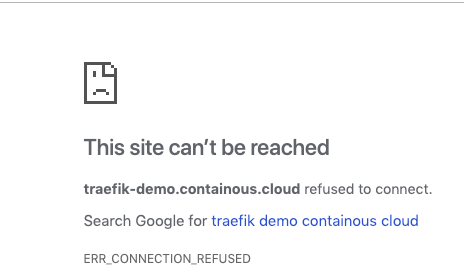 This site can’t be reached
traefik-demo.containous.cloud refused to connect.
Search Google for traefik demo containous cloud
ERR_CONNECTION_REFUSED